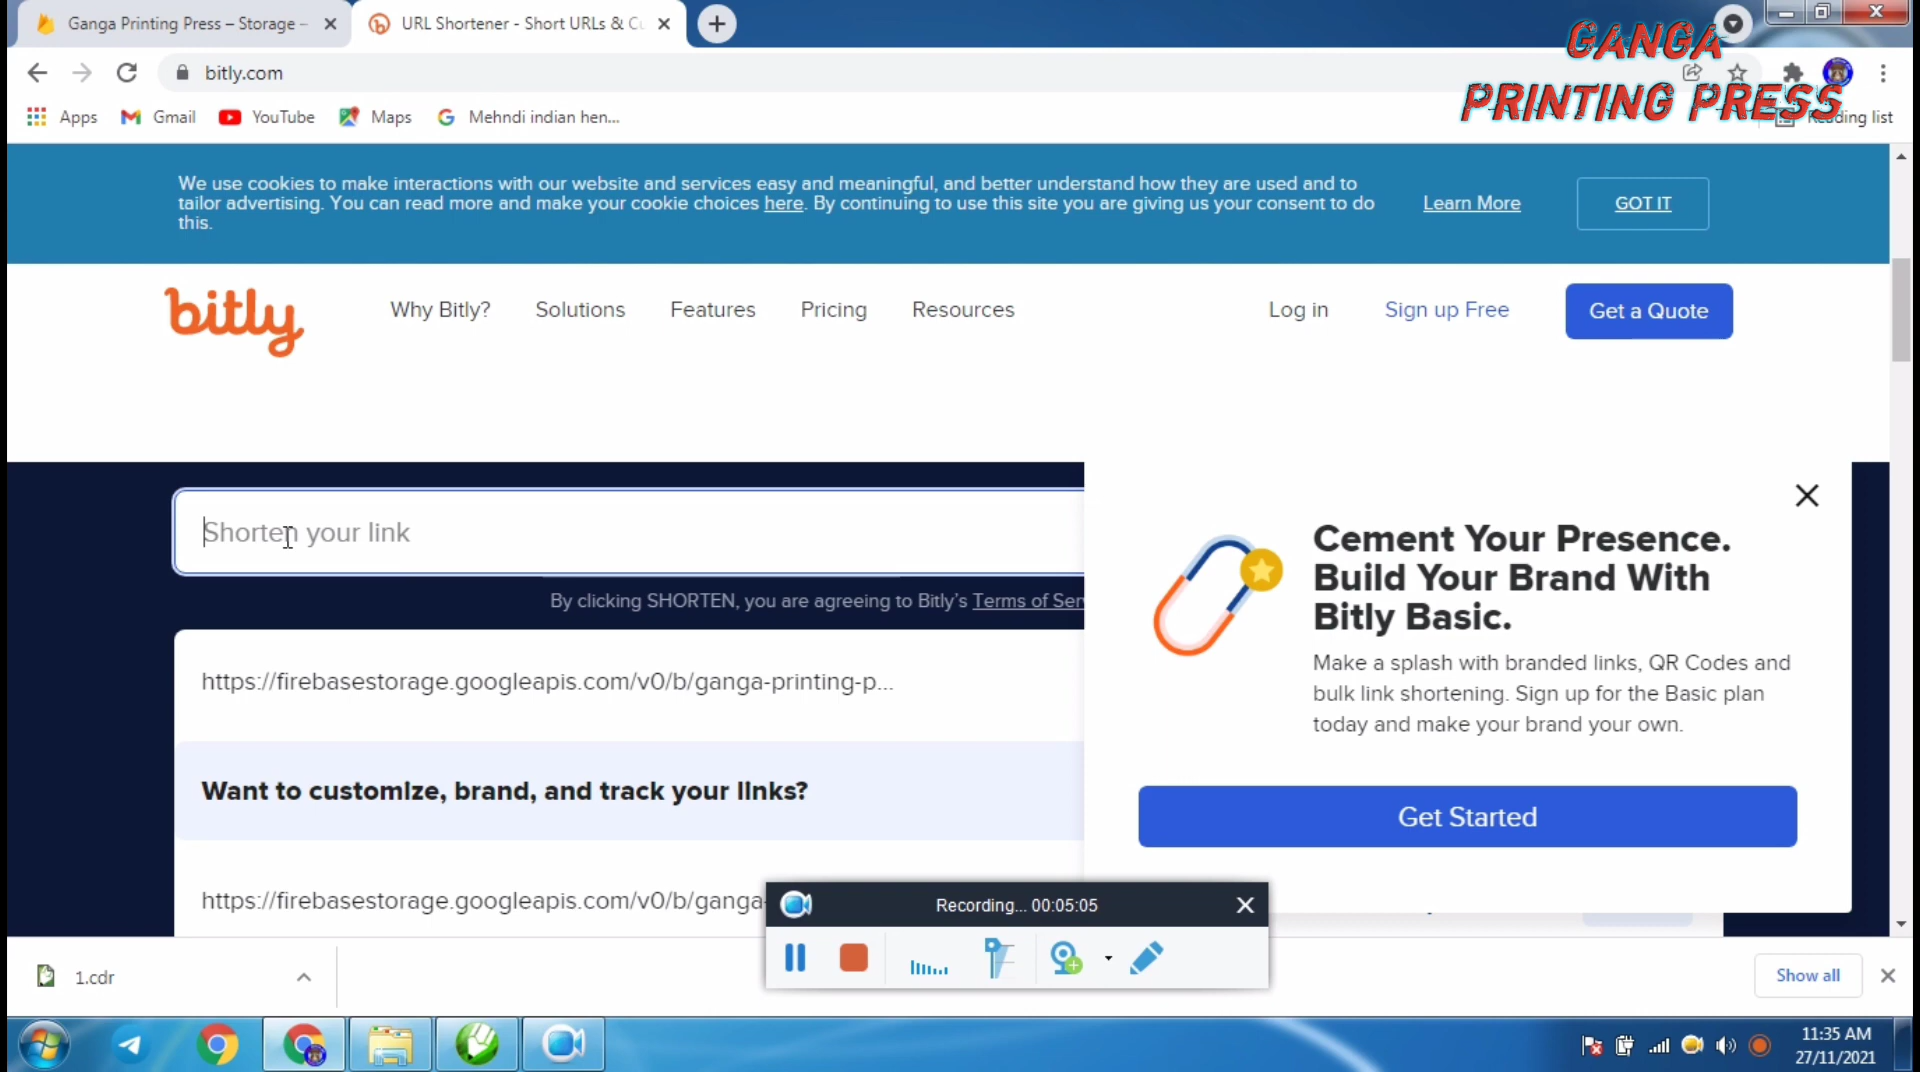 Ganga Printing Press – Storage –
URL Shortener - Short URLs & Cu
GANGA
PRINTING PRESS
bitly.com
Apps
Gmail
YouTube
Maps
Mehndi indian hen...
Reading list
We use cookies to make interactions with our website and services easy and meaningful, and better understand how they are used and to
tailor advertising. You can read more and make your cookie choices here. By continuing to use this site you are giving us your consent to do
this.
Learn More
GOT IT
bitly
Why Bitly?
Solutions
Features
Pricing
Resources
Log in
Sign up Free
Get a Quote
Shorten your link
By clicking SHORTEN, you are agreeing to Bitly's Terms of Ser
https://firebasestorage.googleapis.com/v0/b/ganga-printing-p...
Want to customize, brand, and track your links?
https://firebasestorage.googleapis.com/v0/b/ganga-
Cement Your Presence.
Build Your Brand With
Bitly Basic.
Make a splash with branded links, QR Codes and
bulk link shortening. Sign up for the Basic plan
today and make your brand your own.
Get Started
Recording... 00:05:05
1.cdr
Show all
11:35 AM
27/11/2021